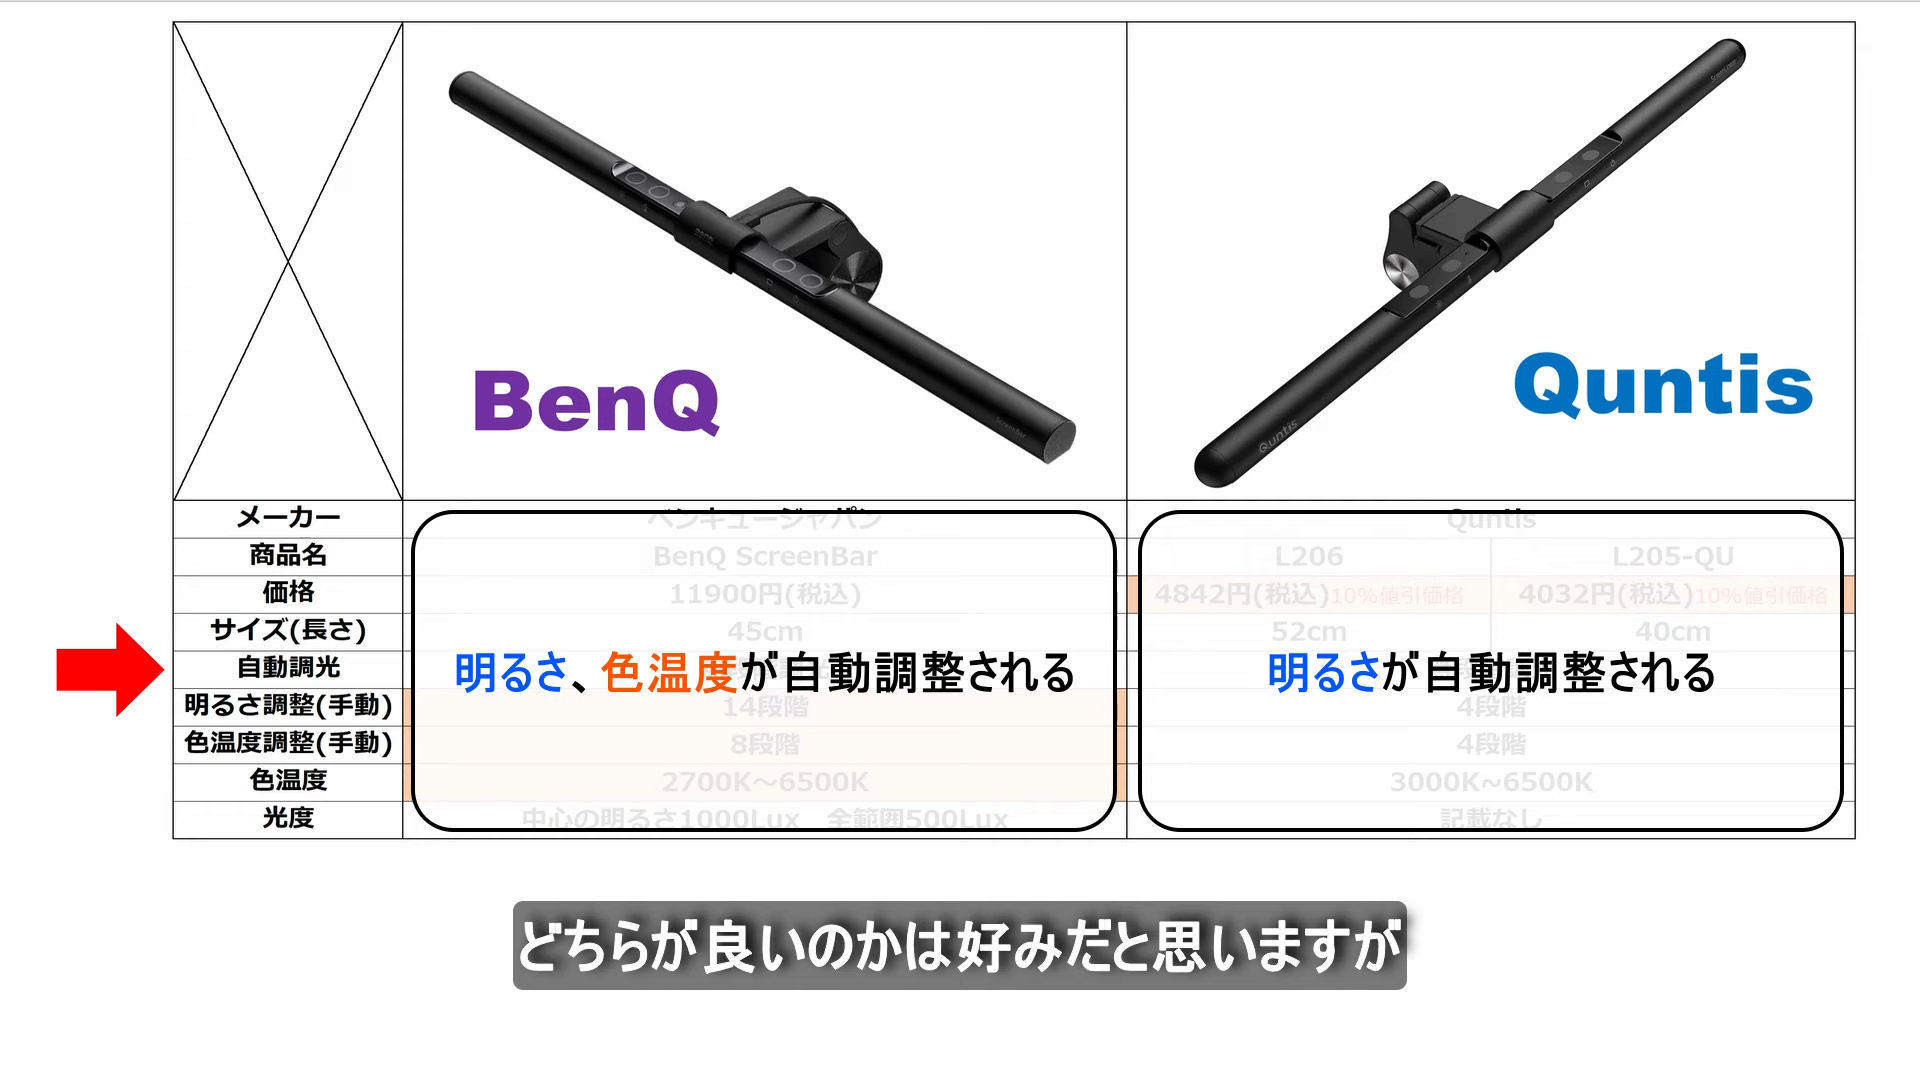 BenQ
Quntis
メーカー ベンキュージャパン Quntis
商品名 BenQ ScreenBar L206 L205-QU
価格 11900円(税込) 4842円(税込)10%値引価格 4032円(税込)10%値引価格
サイズ(長さ) 45cm 52cm 40cm
自動調光
明るさ、色温度が自動調整される
明るさが自動調整される
明るさ調整(手動) 14段階 4段階
色温度調整(手動) 8段階 4段階
色温度 2700K～6500K 3000K~6500K
光度 中心の明るさ1000Lux 全範囲500Lux 記載なし
どちらが良いのかは好みだと思いますが